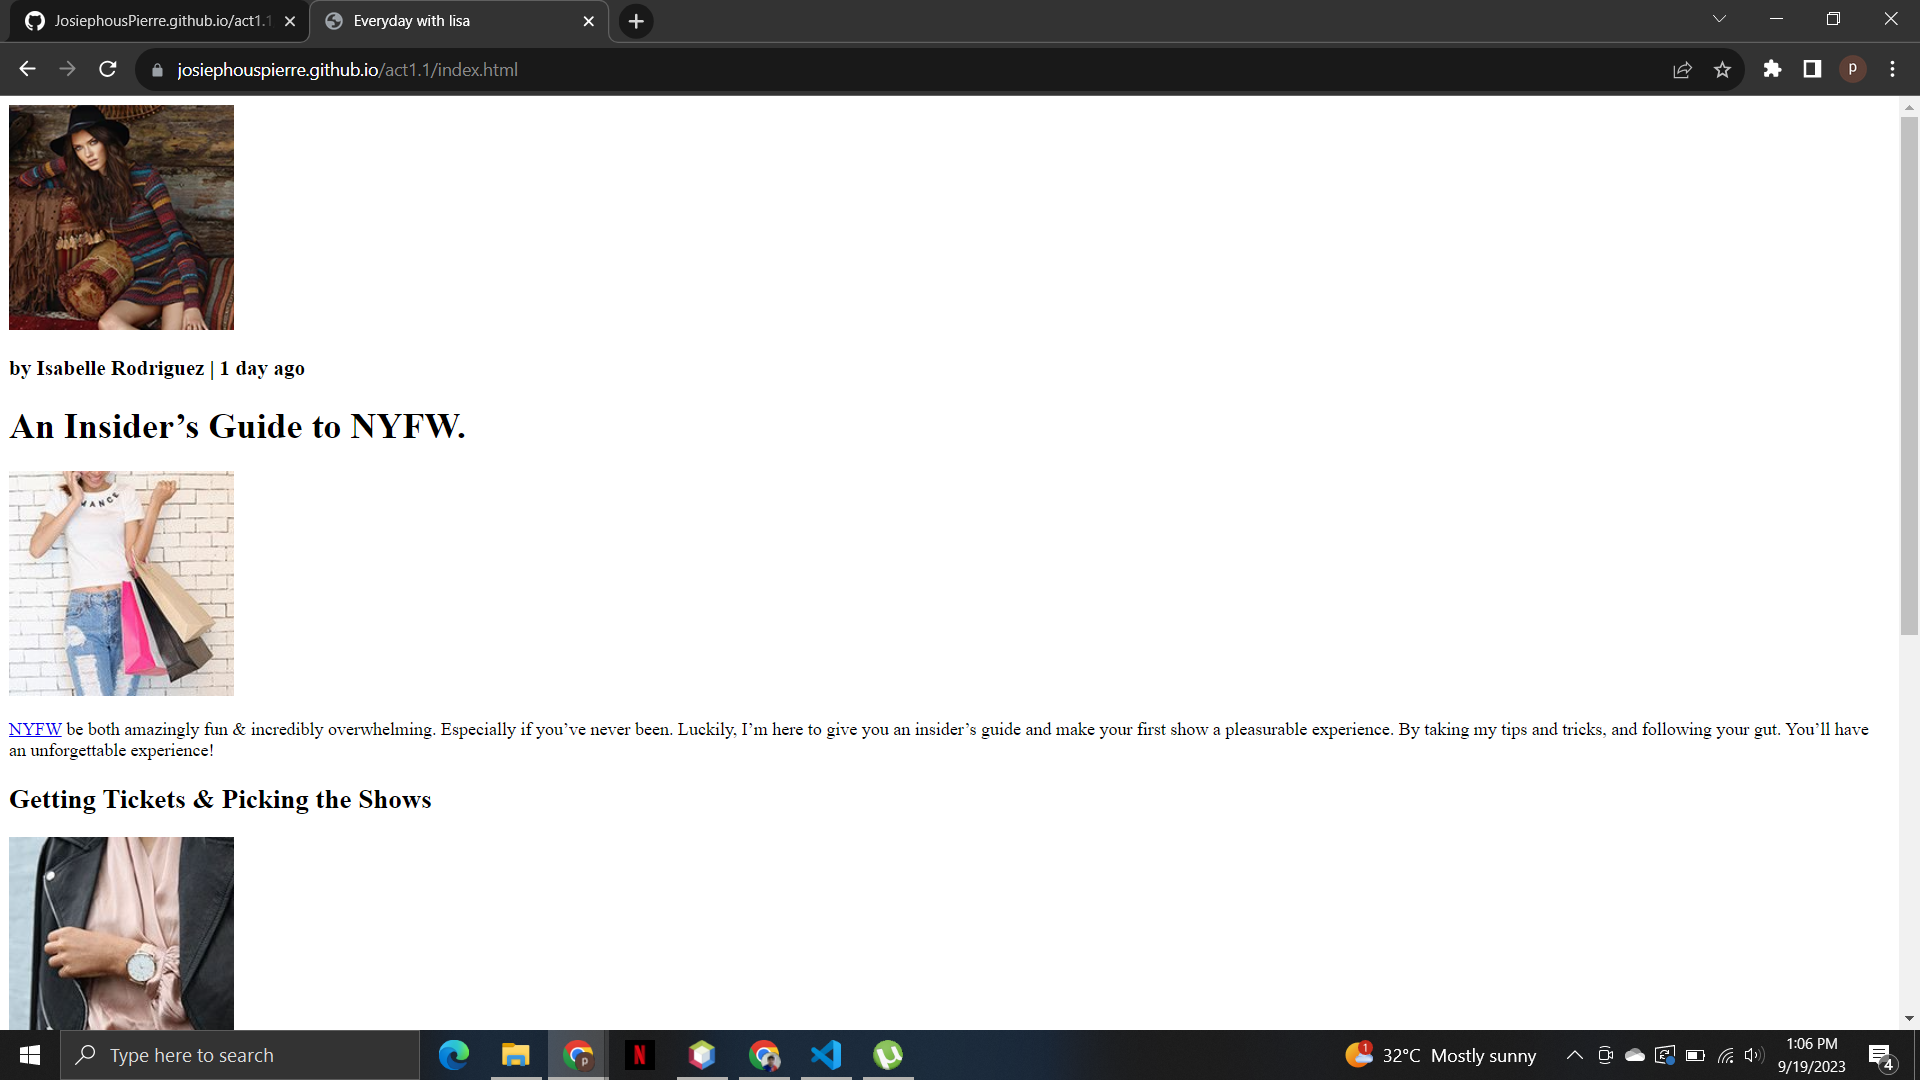 JosiephousPierre.github.io/act1.1
Everyday with lisa
josiephouspierre.github.io/act1.1/index.html
p
by Isabelle Rodriguez | 1 day ago
An Insider’s Guide to NYFW.
MANCE
NYFW be both amazingly fun & incredibly overwhelming. Especially if you’ve never been. Luckily, I’m here to give you an insider’s guide and make your first show a pleasurable experience. By taking my tips and tricks, and following your gut. You’ll have
an unforgettable experience!
Getting Tickets & Picking the Shows
Type here to search
p
N
1
32°C Mostly sunny
1:06 PM
9/19/2023
4